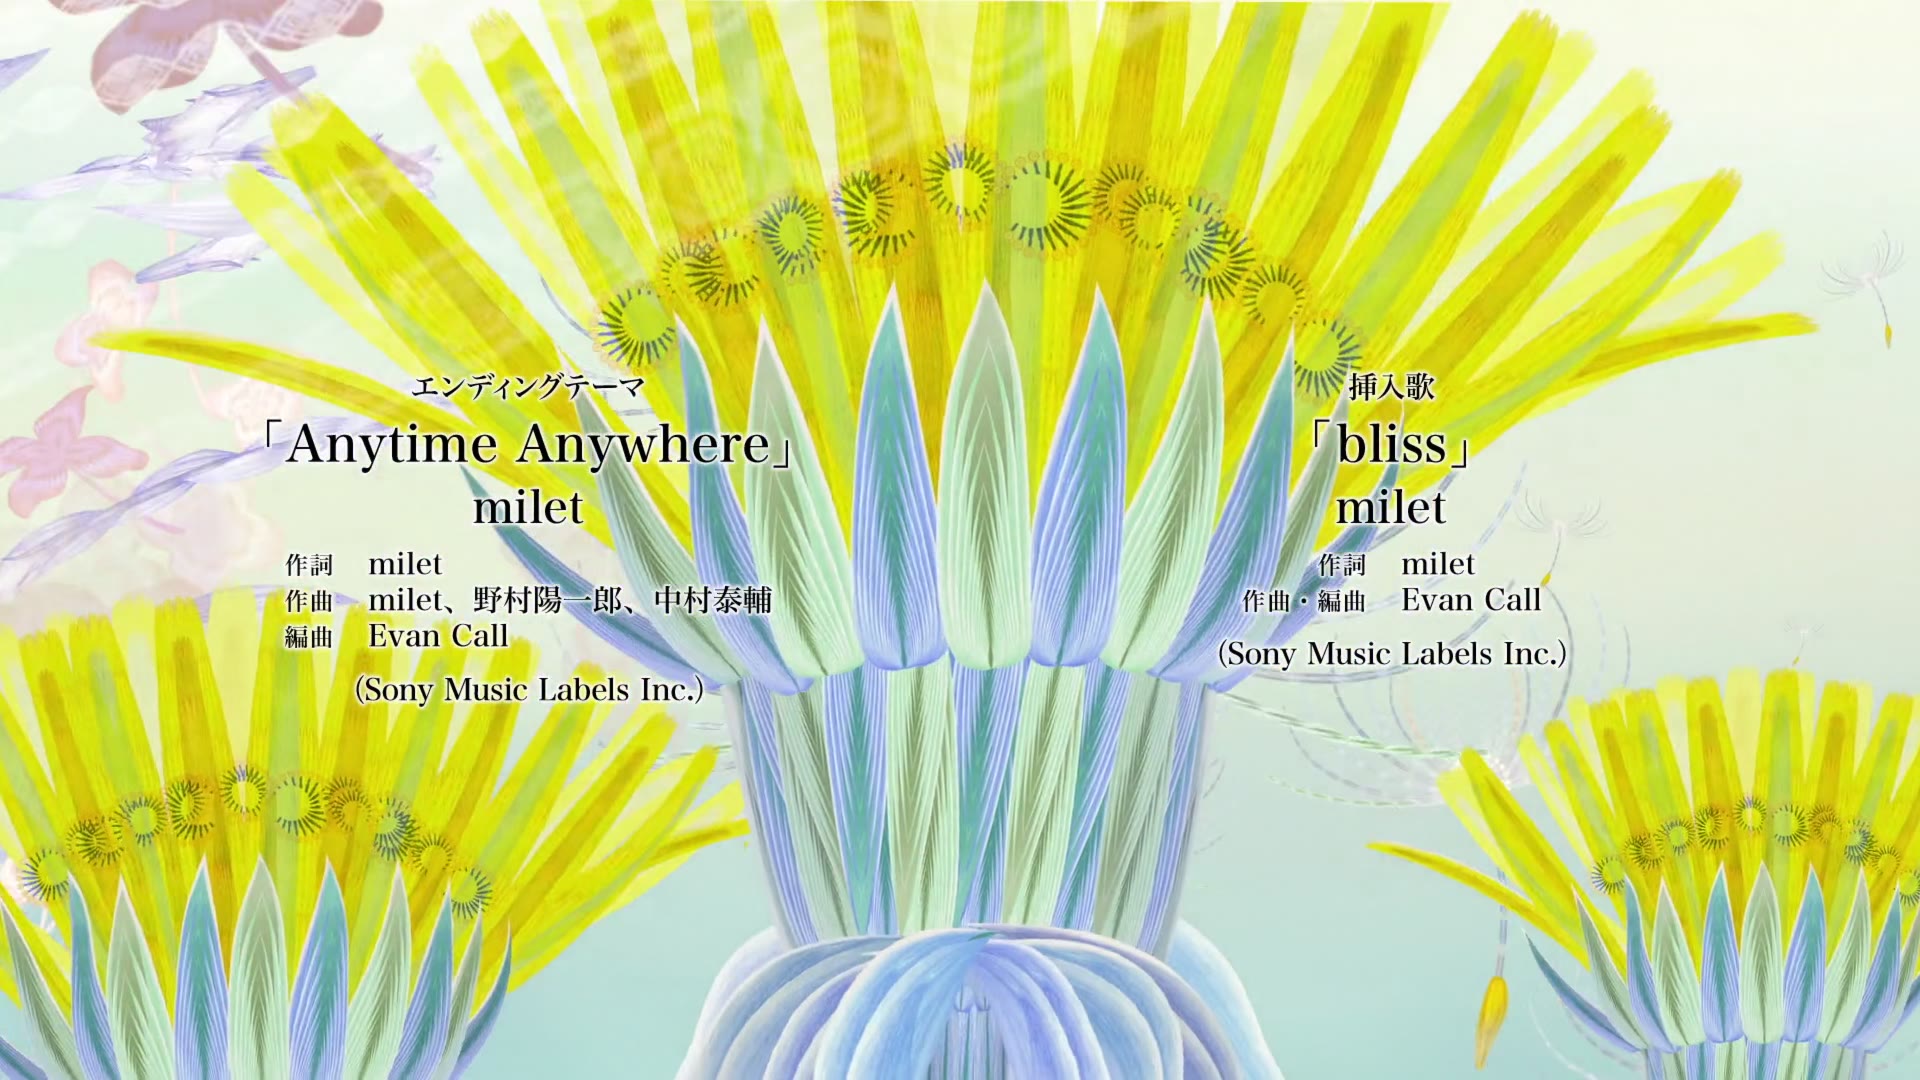 エンディングテーマ
「Anytime Anywhere」
milet
作詞 milet
作曲 milet、野村陽一郎、中村泰輔
編曲 Evan Call
(Sony Music Labels Inc.)
挿入歌
「bliss」
milet
作詞 milet
作曲・編曲 Evan Call
(Sony Music Labels Inc.)